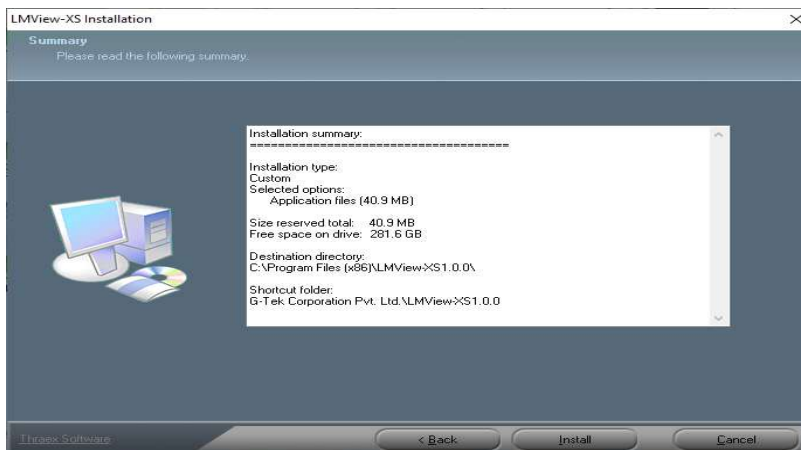 LMView-XS Installation
Summary
Please read the following summary.
Installation summary:
=====================================
Installation type:
Custom
Selected options:
Application files (40.9 MB)
Size reserved total: 40.9 MB
Free space on drive: 281.6 GB
Destination directory:
C:\Program Files (x86)\LMView-XS1.0.0\
Shortcut folder:
G-Tek Corporation Pvt. Ltd.\LMView-XS1.0.0
Thraex Software
< Back
Install
Cancel